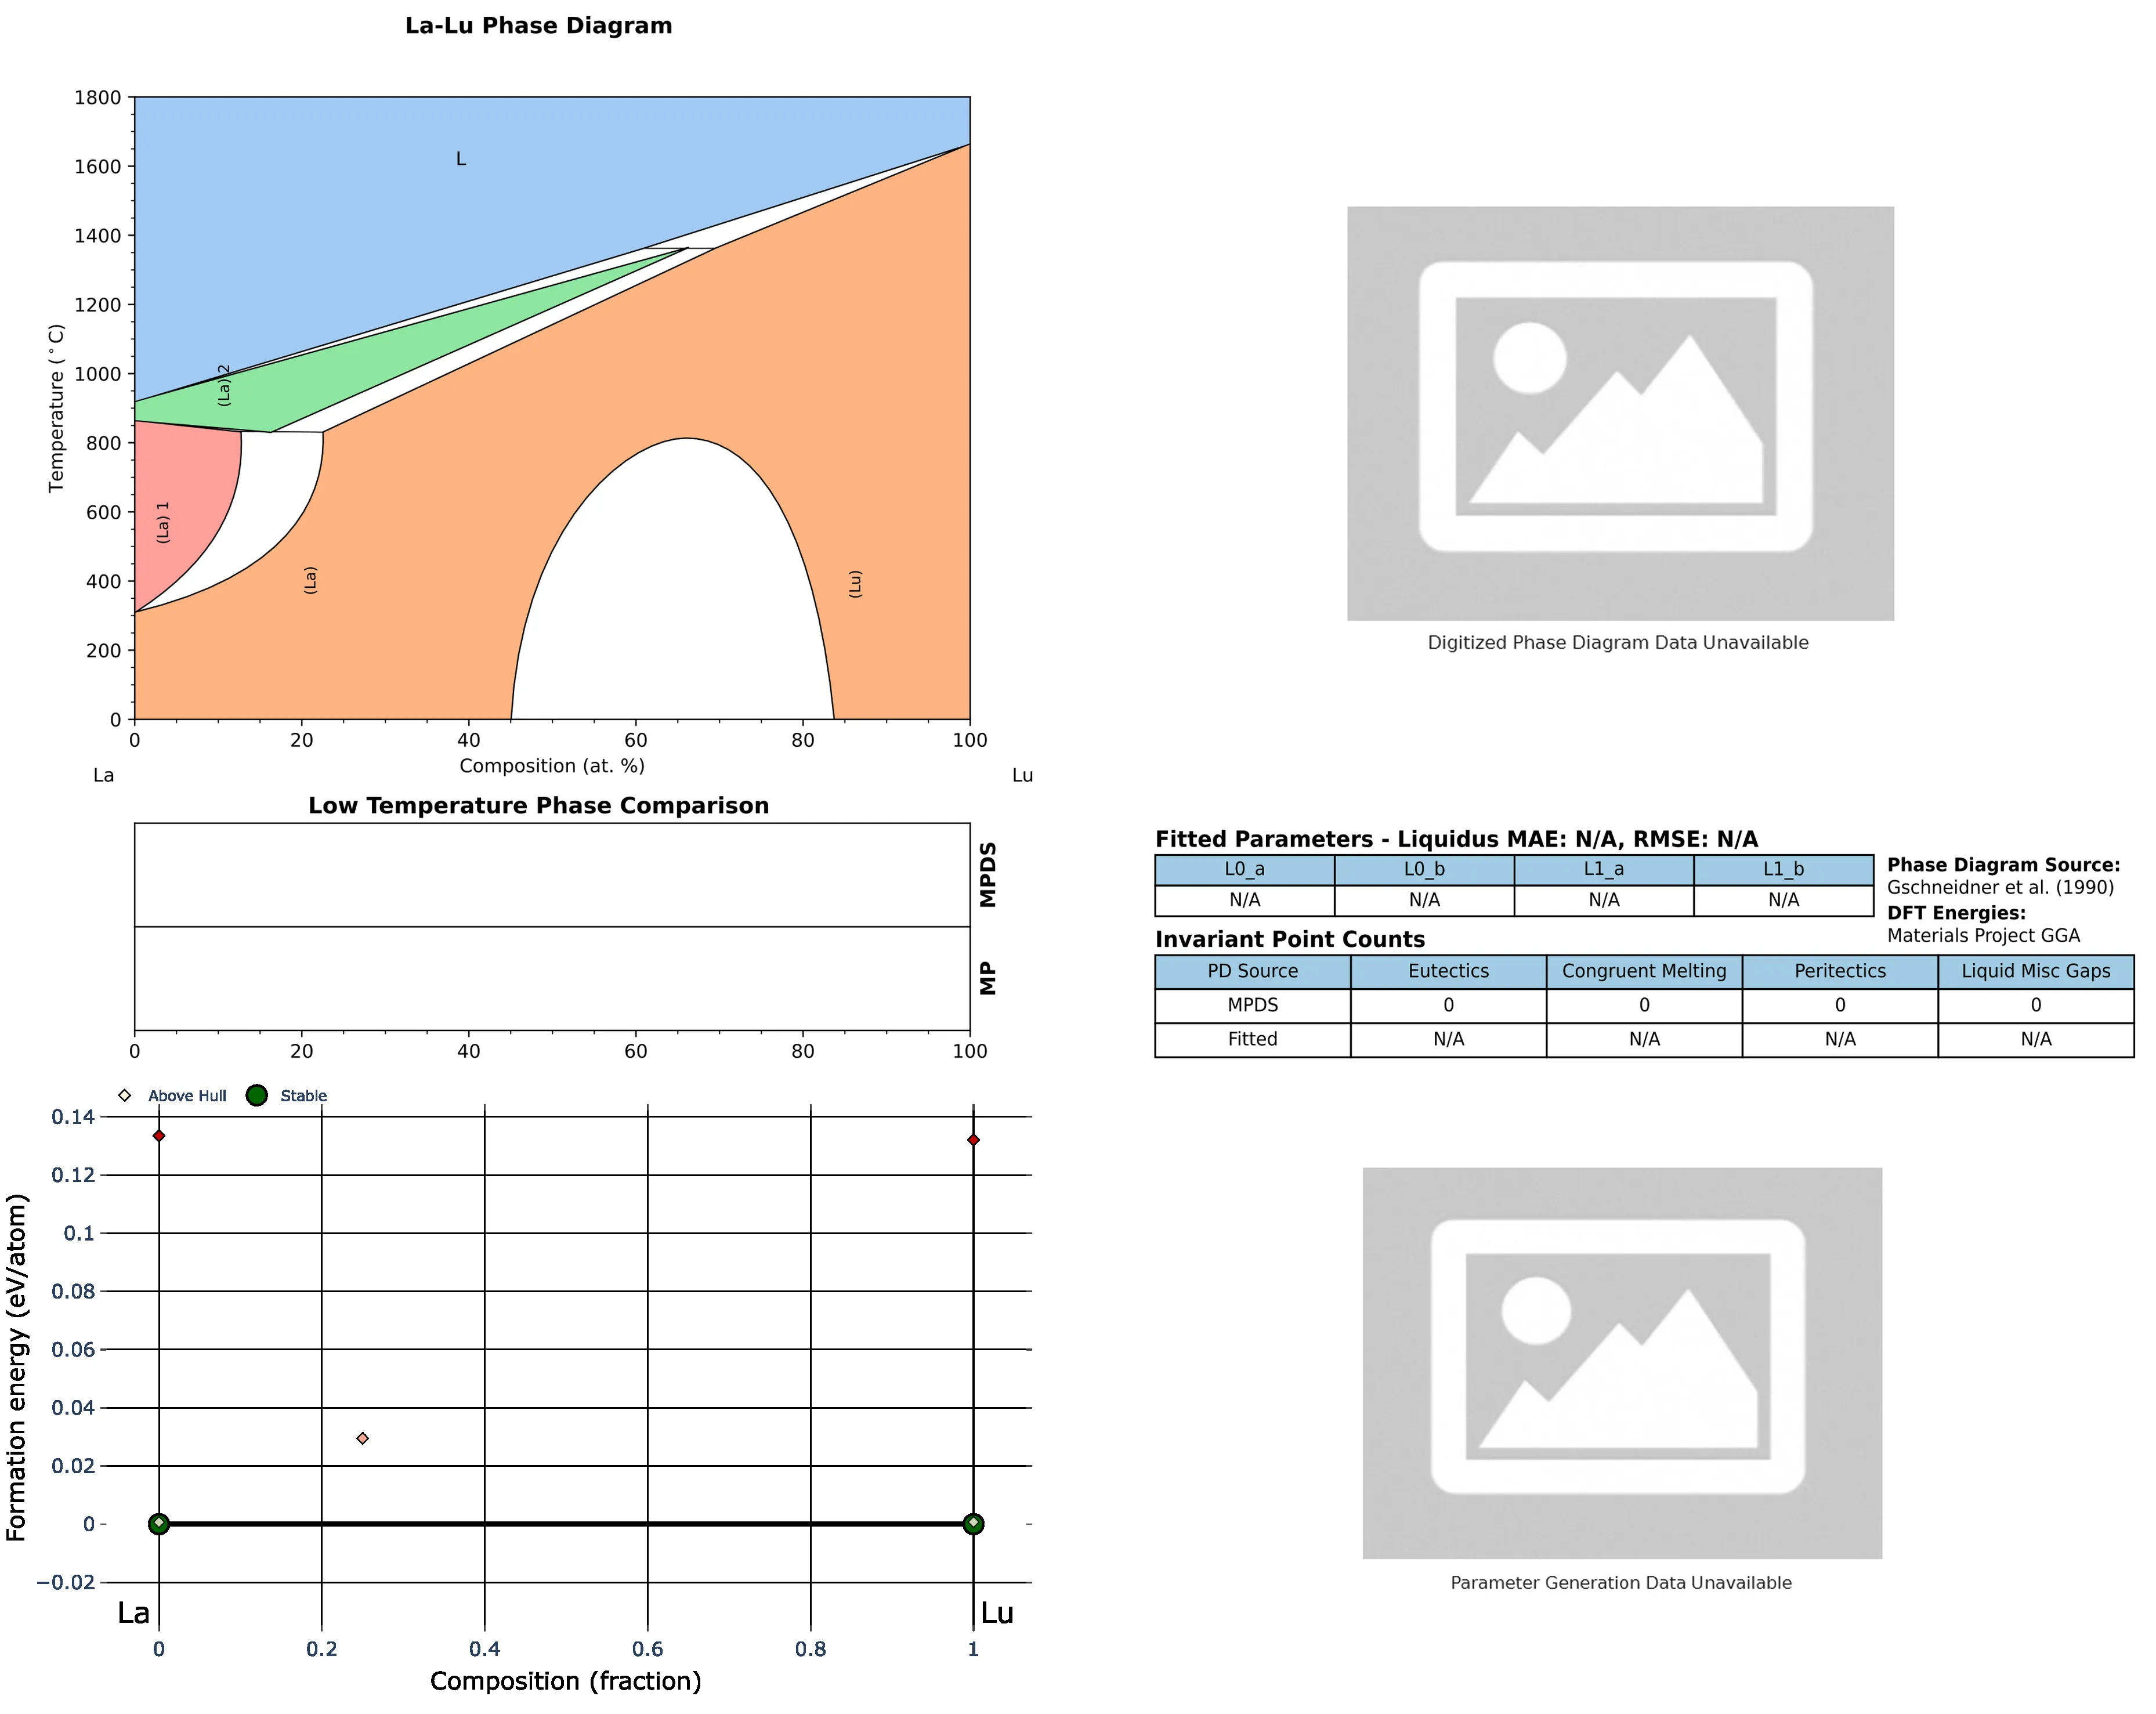 La-Lu Phase Diagram
1800
1600
1400
1200
1000
800
600
400
200
0
Temperature (°C)
L
(La) 2
(La) 1
(La)
(Lu)
0 20 40 60 80 100
Composition (at. %)
La Lu
Digitized Phase Diagram Data Unavailable
Low Temperature Phase Comparison
MPDS
MP
0 20 40 60 80 100
Fitted Parameters - Liquidus MAE: N/A, RMSE: N/A
L0_a L0_b L1_a L1_b
N/A N/A N/A N/A
Phase Diagram Source:
Gschneidner et al. (1990)
DFT Energies:
Materials Project GGA
Invariant Point Counts
PD Source Eutectics Congruent Melting Peritectics Liquid Misc Gaps
MPDS 0 0 0 0
Fitted N/A N/A N/A N/A
Above Hull Stable
0.14
0.12
0.1
0.08
0.06
0.04
0.02
0
−0.02
Formation energy (eV/atom)
La Lu
0 0.2 0.4 0.6 0.8 1
Composition (fraction)
Parameter Generation Data Unavailable